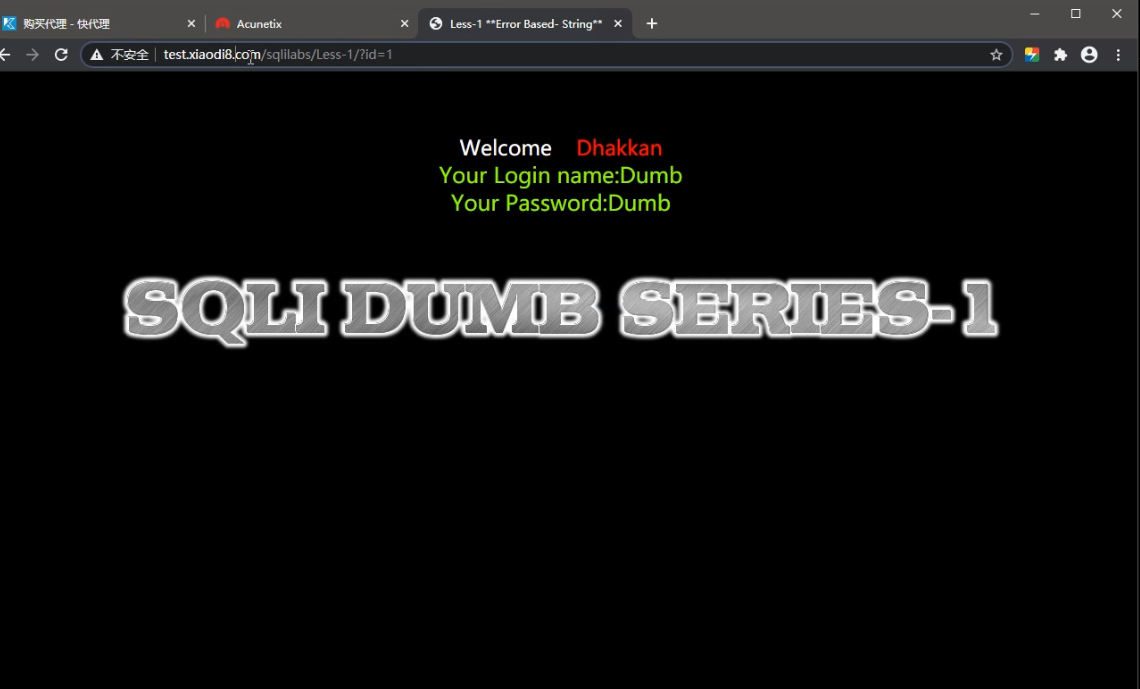 购买代理 - 快代理
Acunetix
Less-1 **Error Based- String**
不安全 test.xiaodi8.com/sqlilabs/Less-1/?id=1
Welcome Dhakkan
Your Login name:Dumb
Your Password:Dumb
SQLI DUMB SERIES-1